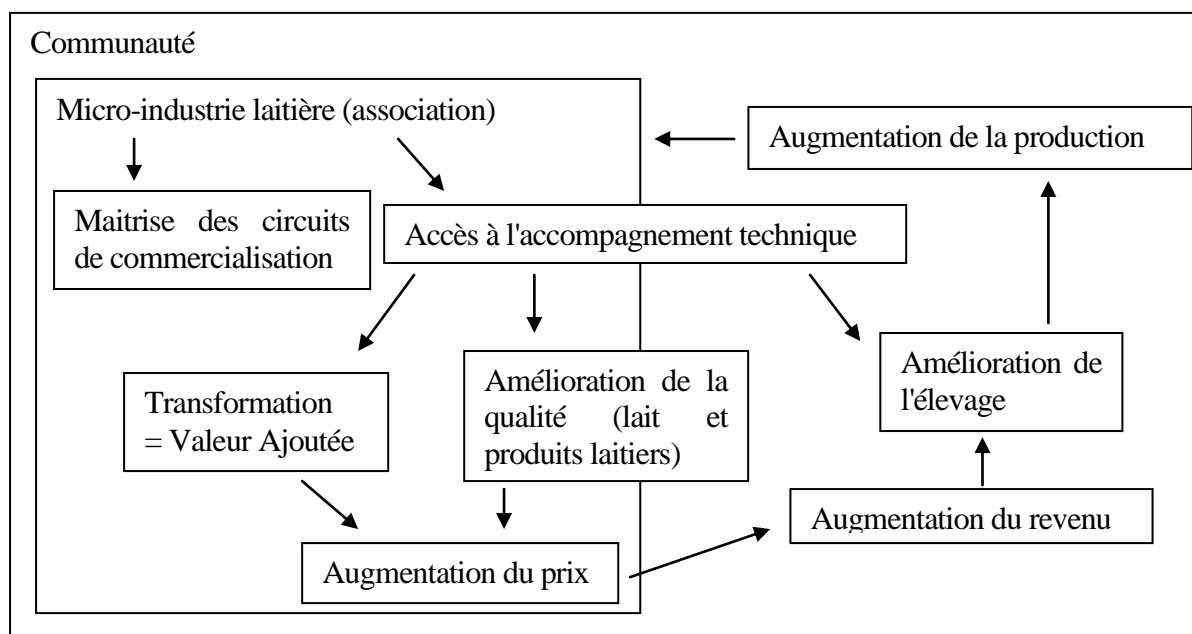 Communauté
Micro-industrie laitière (association)
Augmentation de la production
Maitrise des circuits
de commercialisation
Accès à l'accompagnement technique
Transformation
= Valeur Ajoutée
Amélioration de la
qualité (lait et
produits laitiers)
Amélioration de
l'élevage
Augmentation du revenu
Augmentation du prix